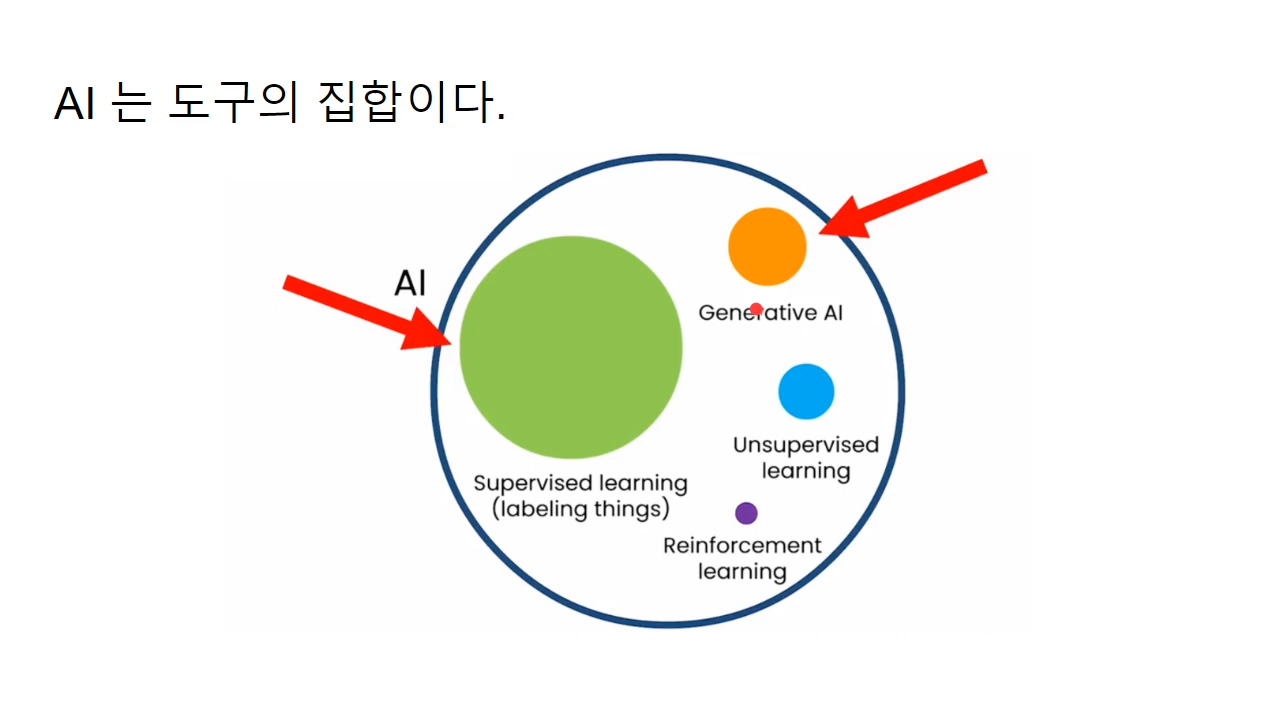 AI 는 도구의 집합이다.
AI
Generative AI
Unsupervised
learning
Supervised learning
(labeling things)
Reinforcement
learning